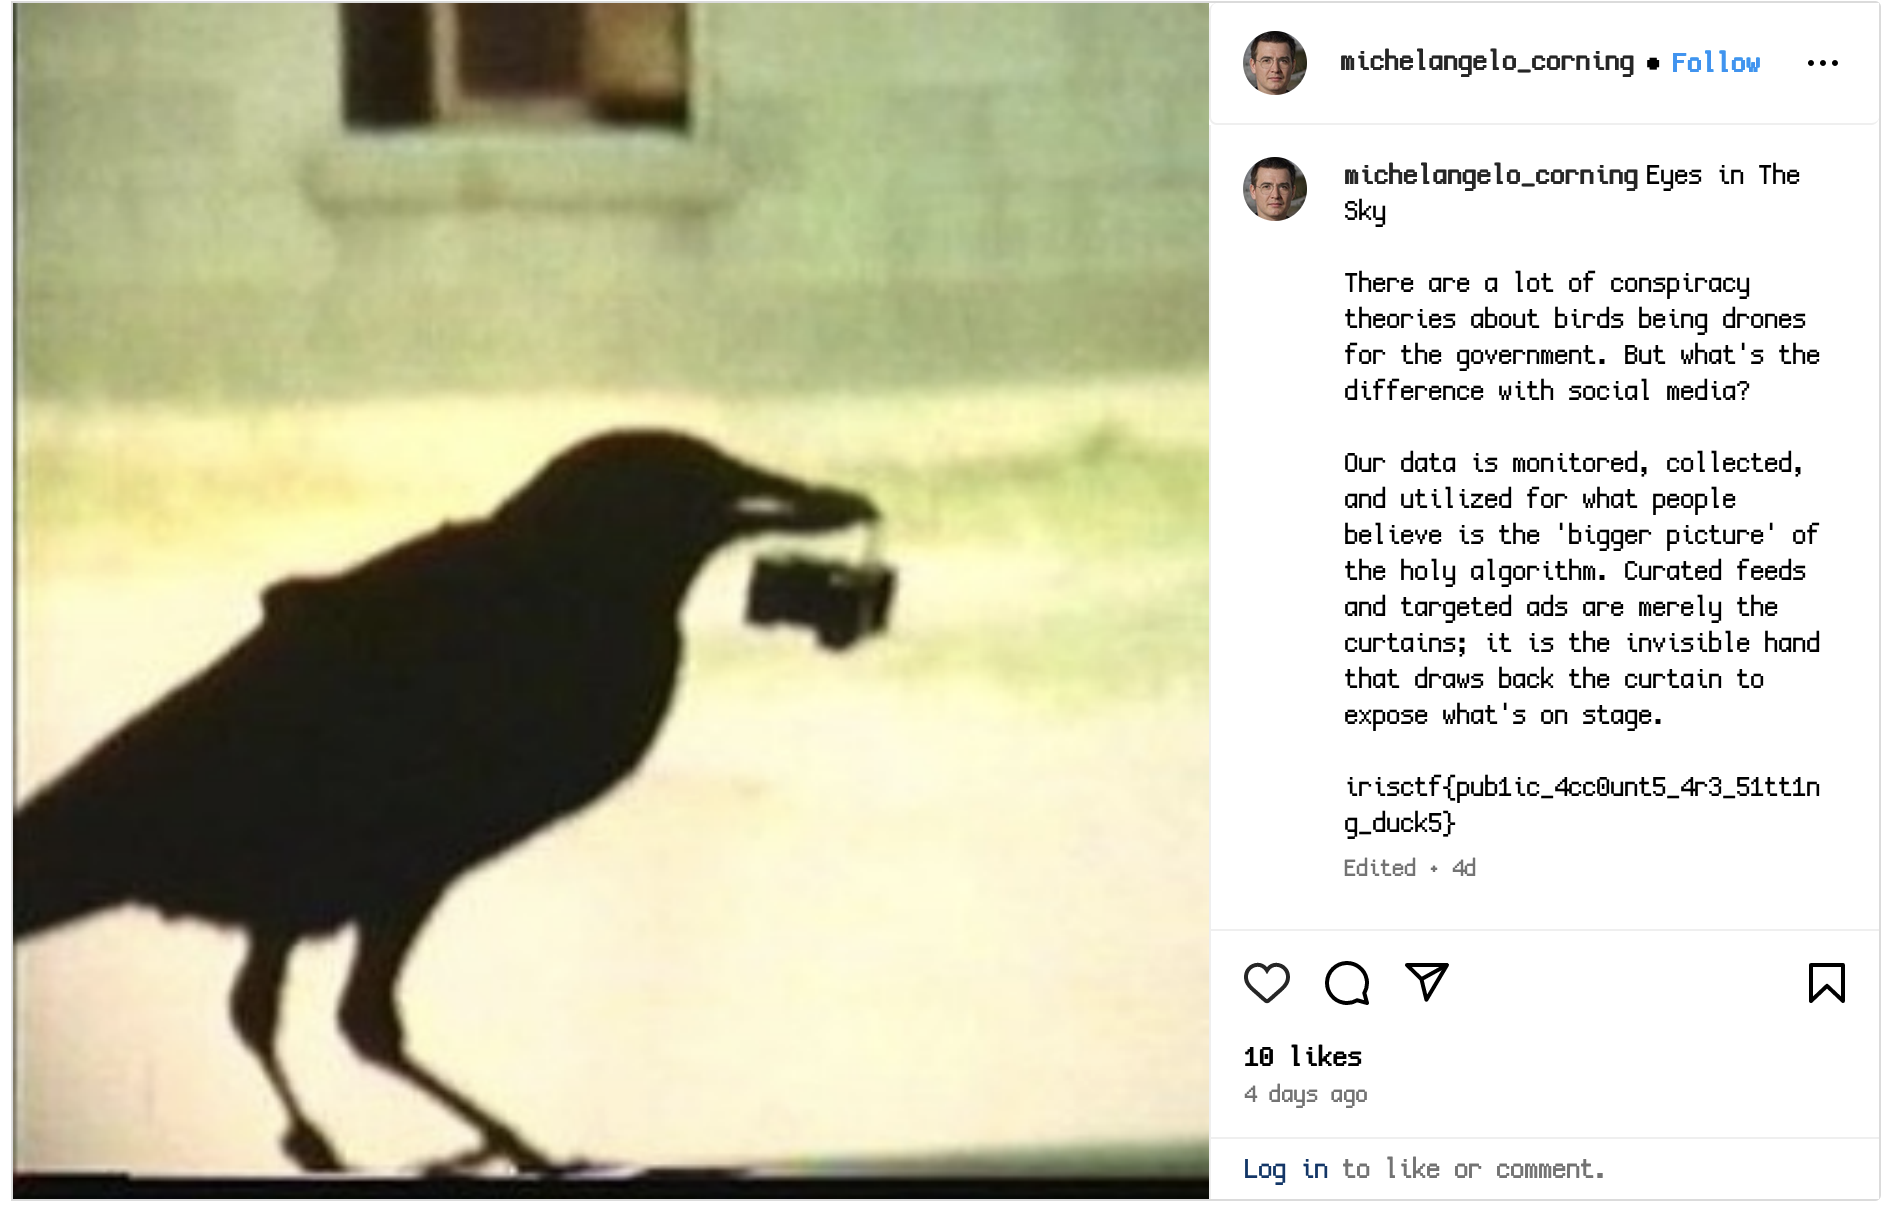 michelangelo_corning • Follow
michelangelo_corning Eyes in The
Sky
There are a lot of conspiracy
theories about birds being drones
for the government. But what's the
difference with social media?
Our data is monitored, collected,
and utilized for what people
believe is the 'bigger picture' of
the holy algorithm. Curated feeds
and targeted ads are merely the
curtains; it is the invisible hand
that draws back the curtain to
expose what's on stage.
irisctf{pub1ic_4cc0unt5_4r3_51tt1n
g_duck5}
Edited • 4d
10 likes
4 days ago
Log in to like or comment.